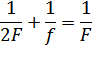 1/2F + 1/f = 1/F